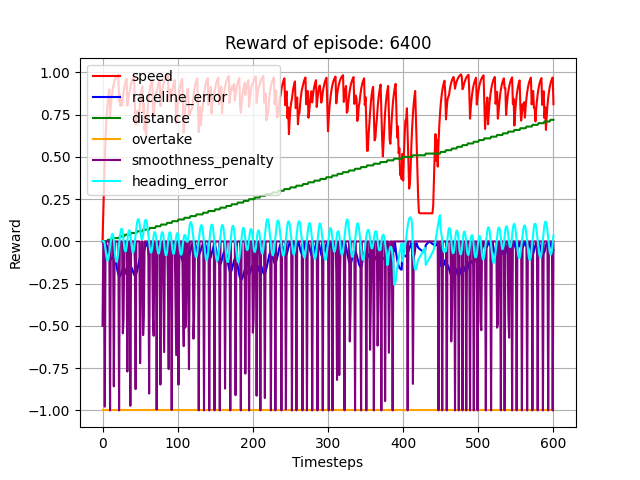 Reward of episode: 6400
speed
raceline_error
distance
overtake
smoothness_penalty
heading_error
1.00
0.75
0.50
0.25
0.00
−0.25
−0.50
−0.75
−1.00
Reward
0 100 200 300 400 500 600
Timesteps